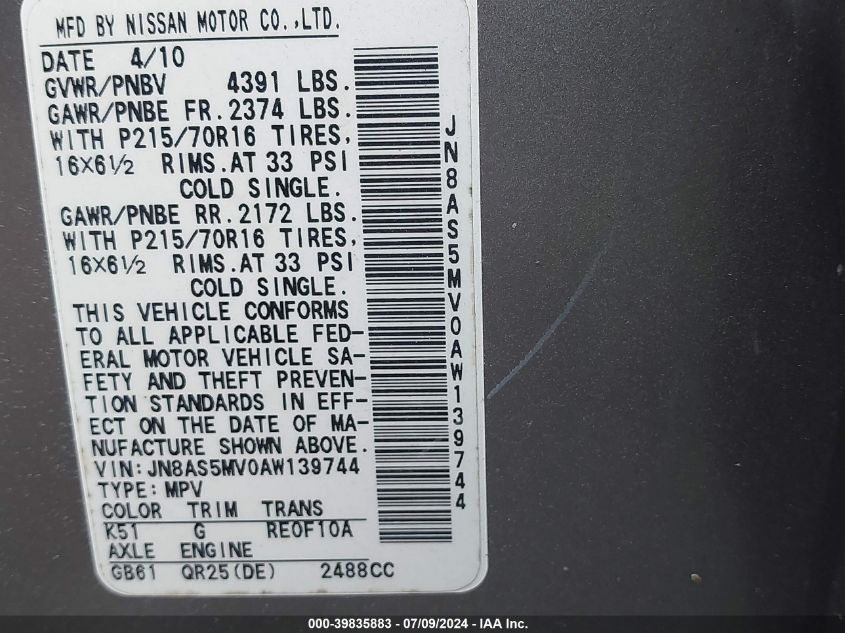 MFD BY NISSAN MOTOR CO.,LTD.
DATE 4/10
GVWR/PNBV 4391 LBS.
GAWR/PNBE FR.2374 LBS.
WITH P215/70R16 TIRES,
16X6½ RIMS.AT 33 PSI
COLD SINGLE.
GAWR/PNBE RR.2172 LBS.
WITH P215/70R16 TIRES,
16X6½ RIMS.AT 33 PSI
COLD SINGLE.
THIS VEHICLE CONFORMS
TO ALL APPLICABLE FED-
ERAL MOTOR VEHICLE SA-
FETY AND THEFT PREVEN-
TION STANDARDS IN EFF-
ECT ON THE DATE OF MA-
NUFACTURE SHOWN ABOVE.
VIN:JN8AS5MV0AW139744
TYPE:MPV
COLOR TRIM TRANS
K51 G RE0F10A
AXLE ENGINE
GB61 QR25(DE) 2488CC
JN8AS5MV0AW139744
000-39835883 - 07/09/2024 - IAA Inc.